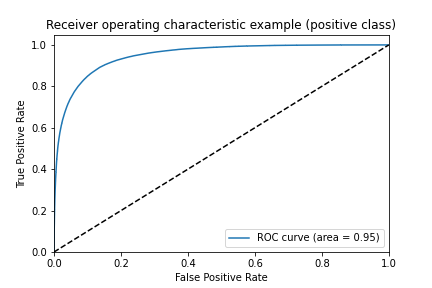 Receiver operating characteristic example (positive class)
1.0
0.8
0.6
0.4
0.2
0.0
True Positive Rate
ROC curve (area = 0.95)
0.0 0.2 0.4 0.6 0.8 1.0
False Positive Rate